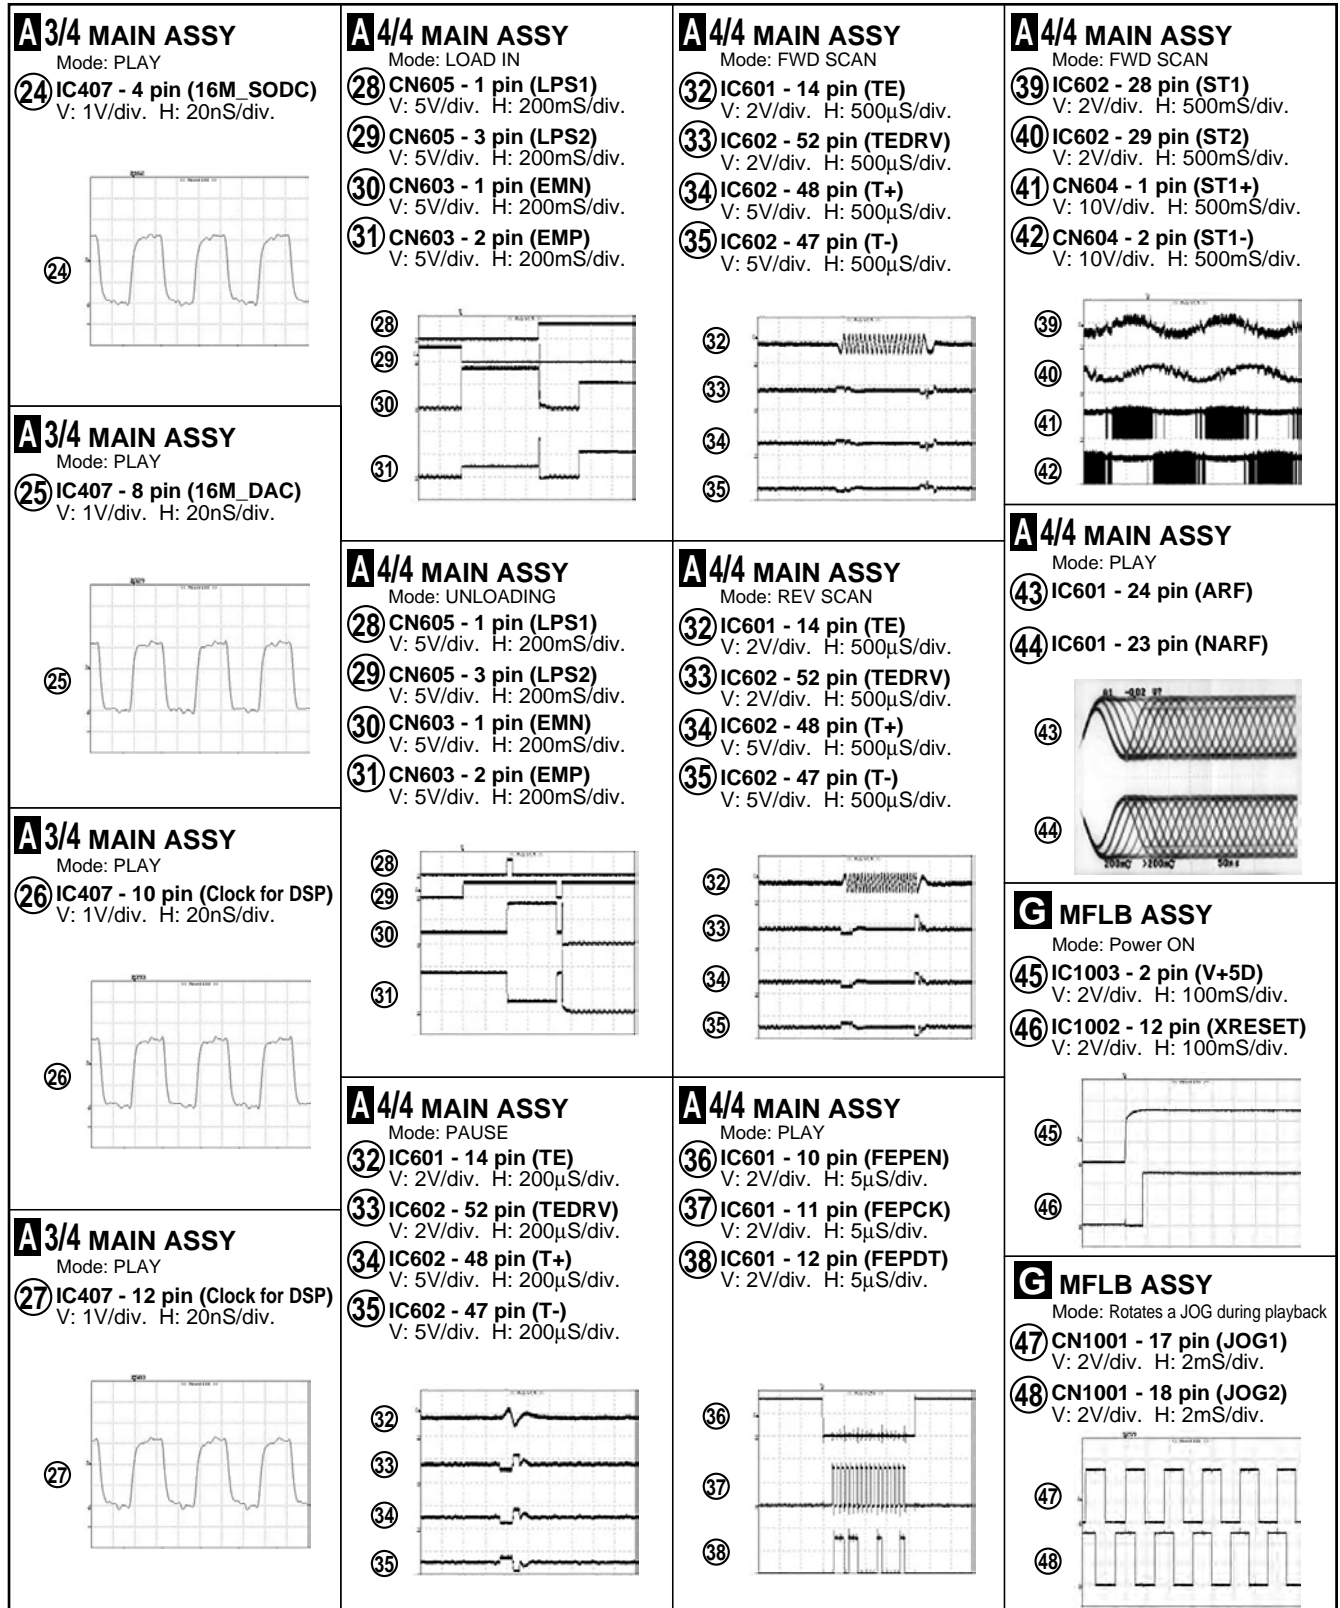 A 3/4 MAIN ASSY
Mode: PLAY
24 IC407 - 4 pin (16M_SODC)
V: 1V/div. H: 20nS/div.
24
A 3/4 MAIN ASSY
Mode: PLAY
25 IC407 - 8 pin (16M_DAC)
V: 1V/div. H: 20nS/div.
25
A 3/4 MAIN ASSY
Mode: PLAY
26 IC407 - 10 pin (Clock for DSP)
V: 1V/div. H: 20nS/div.
26
A 3/4 MAIN ASSY
Mode: PLAY
27 IC407 - 12 pin (Clock for DSP)
V: 1V/div. H: 20nS/div.
27
A 4/4 MAIN ASSY
Mode: LOAD IN
28 CN605 - 1 pin (LPS1)
V: 5V/div. H: 200mS/div.
29 CN605 - 3 pin (LPS2)
V: 5V/div. H: 200mS/div.
30 CN603 - 1 pin (EMN)
V: 5V/div. H: 200mS/div.
31 CN603 - 2 pin (EMP)
V: 5V/div. H: 200mS/div.
28
29
30
31
A 4/4 MAIN ASSY
Mode: UNLOADING
28 CN605 - 1 pin (LPS1)
V: 5V/div. H: 200mS/div.
29 CN605 - 3 pin (LPS2)
V: 5V/div. H: 200mS/div.
30 CN603 - 1 pin (EMN)
V: 5V/div. H: 200mS/div.
31 CN603 - 2 pin (EMP)
V: 5V/div. H: 200mS/div.
28
29
30
31
A 4/4 MAIN ASSY
Mode: PAUSE
32 IC601 - 14 pin (TE)
V: 2V/div. H: 200µS/div.
33 IC602 - 52 pin (TEDRV)
V: 2V/div. H: 200µS/div.
34 IC602 - 48 pin (T+)
V: 5V/div. H: 200µS/div.
35 IC602 - 47 pin (T-)
V: 5V/div. H: 200µS/div.
32
33
34
35
A 4/4 MAIN ASSY
Mode: FWD SCAN
32 IC601 - 14 pin (TE)
V: 2V/div. H: 500µS/div.
33 IC602 - 52 pin (TEDRV)
V: 2V/div. H: 500µS/div.
34 IC602 - 48 pin (T+)
V: 5V/div. H: 500µS/div.
35 IC602 - 47 pin (T-)
V: 5V/div. H: 500µS/div.
32
33
34
35
A 4/4 MAIN ASSY
Mode: REV SCAN
32 IC601 - 14 pin (TE)
V: 2V/div. H: 500µS/div.
33 IC602 - 52 pin (TEDRV)
V: 2V/div. H: 500µS/div.
34 IC602 - 48 pin (T+)
V: 5V/div. H: 500µS/div.
35 IC602 - 47 pin (T-)
V: 5V/div. H: 500µS/div.
32
33
34
35
A 4/4 MAIN ASSY
Mode: PLAY
36 IC601 - 10 pin (FEPEN)
V: 2V/div. H: 5µS/div.
37 IC601 - 11 pin (FEPCK)
V: 2V/div. H: 5µS/div.
38 IC601 - 12 pin (FEPDT)
V: 2V/div. H: 5µS/div.
36
37
38
A 4/4 MAIN ASSY
Mode: FWD SCAN
39 IC602 - 28 pin (ST1)
V: 2V/div. H: 500mS/div.
40 IC602 - 29 pin (ST2)
V: 2V/div. H: 500mS/div.
41 CN604 - 1 pin (ST1+)
V: 10V/div. H: 500mS/div.
42 CN604 - 2 pin (ST1-)
V: 10V/div. H: 500mS/div.
39
40
41
42
A 4/4 MAIN ASSY
Mode: PLAY
43 IC601 - 24 pin (ARF)
44 IC601 - 23 pin (NARF)
A1 -0.02 V?
43
44
200mV >200mV 50ns
G MFLB ASSY
Mode: Power ON
45 IC1003 - 2 pin (V+5D)
V: 2V/div. H: 100mS/div.
46 IC1002 - 12 pin (XRESET)
V: 2V/div. H: 100mS/div.
45
46
G MFLB ASSY
Mode: Rotates a JOG during playback
47 CN1001 - 17 pin (JOG1)
V: 2V/div. H: 2mS/div.
48 CN1001 - 18 pin (JOG2)
V: 2V/div. H: 2mS/div.
47
48